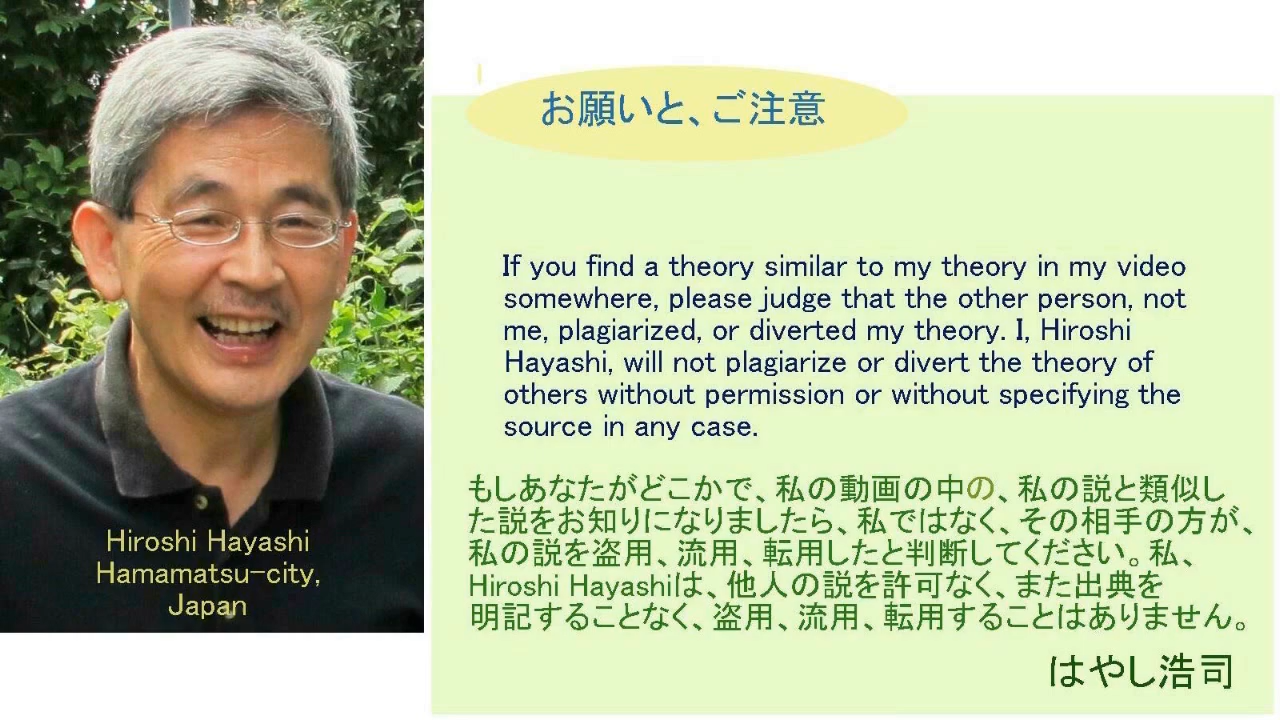 お願いと、ご注意
If you find a theory similar to my theory in my video
somewhere, please judge that the other person, not
me, plagiarized, or diverted my theory. I, Hiroshi
Hayashi, will not plagiarize or divert the theory of
others without permission or without specifying the
source in any case.
もしあなたがどこかで、私の動画の中の、私の説と類似し
た説をお知りになりましたら、私ではなく、その相手の方が、
私の説を盗用、流用、転用したと判断してください。私、
Hiroshi Hayashiは、他人の説を許可なく、また出典を
明記することなく、盗用、流用、転用することはありません。
はやし浩司
Hiroshi Hayashi
Hamamatsu-city,
Japan